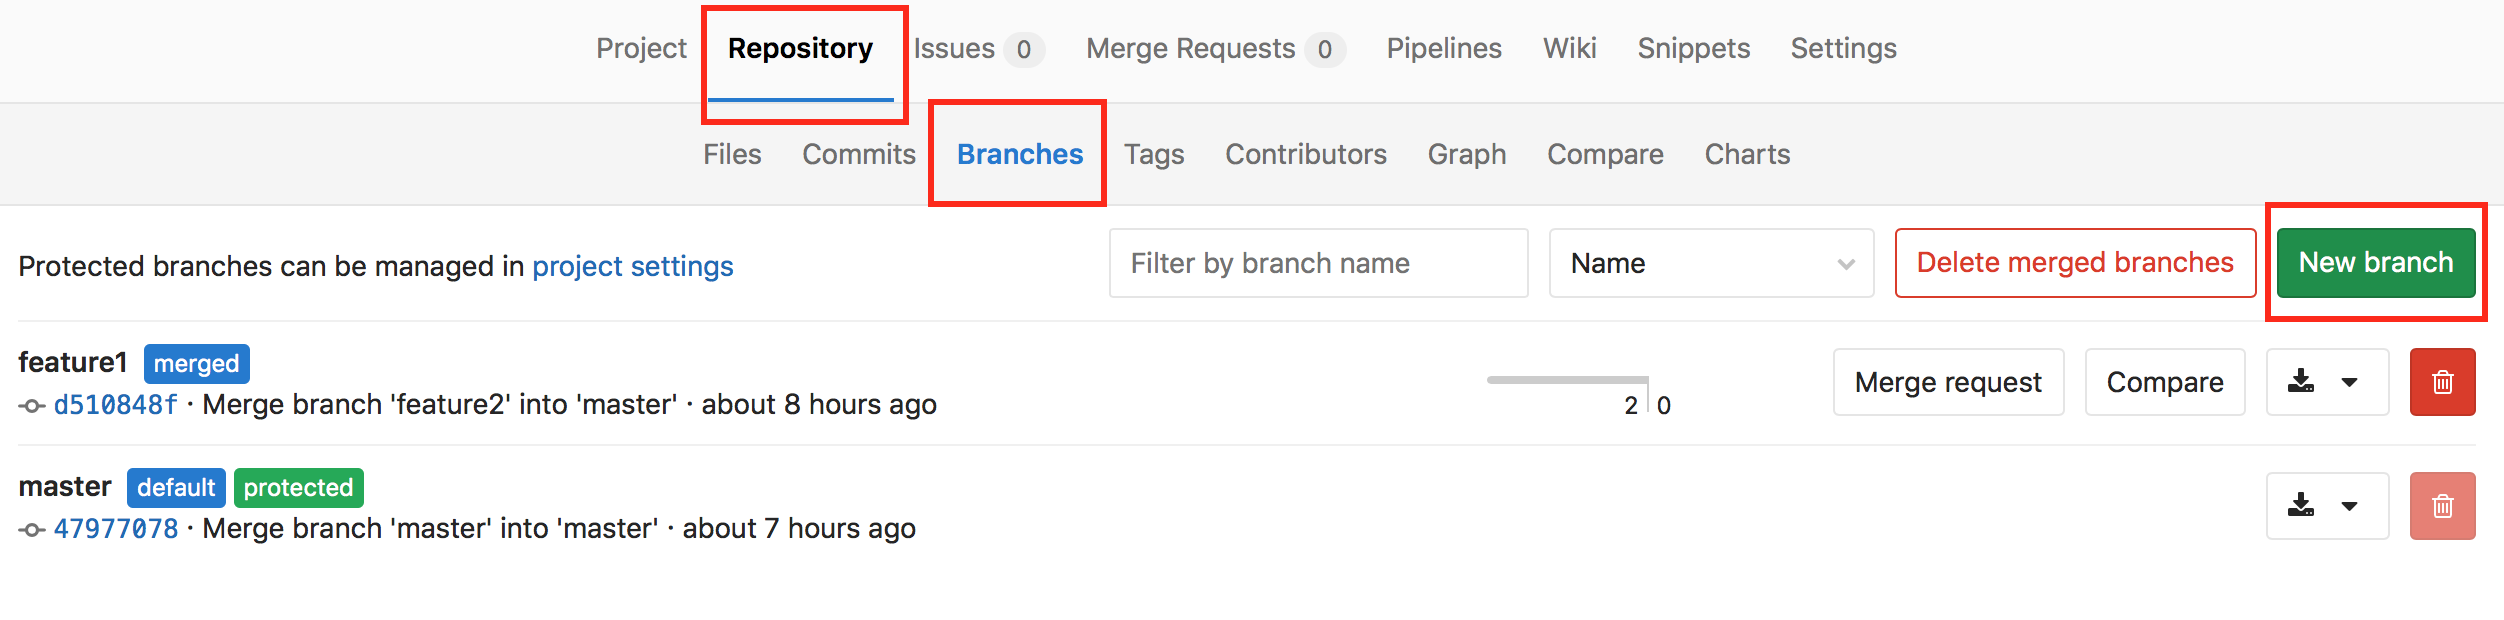 Project Repository Issues 0 Merge Requests 0 Pipelines Wiki Snippets Settings
Files Commits Branches Tags Contributors Graph Compare Charts
Protected branches can be managed in project settings Filter by branch name Name Delete merged branches New branch
feature1 merged
d510848f · Merge branch 'feature2' into 'master' · about 8 hours ago 2 0 Merge request Compare
master default protected
47977078 · Merge branch 'master' into 'master' · about 7 hours ago